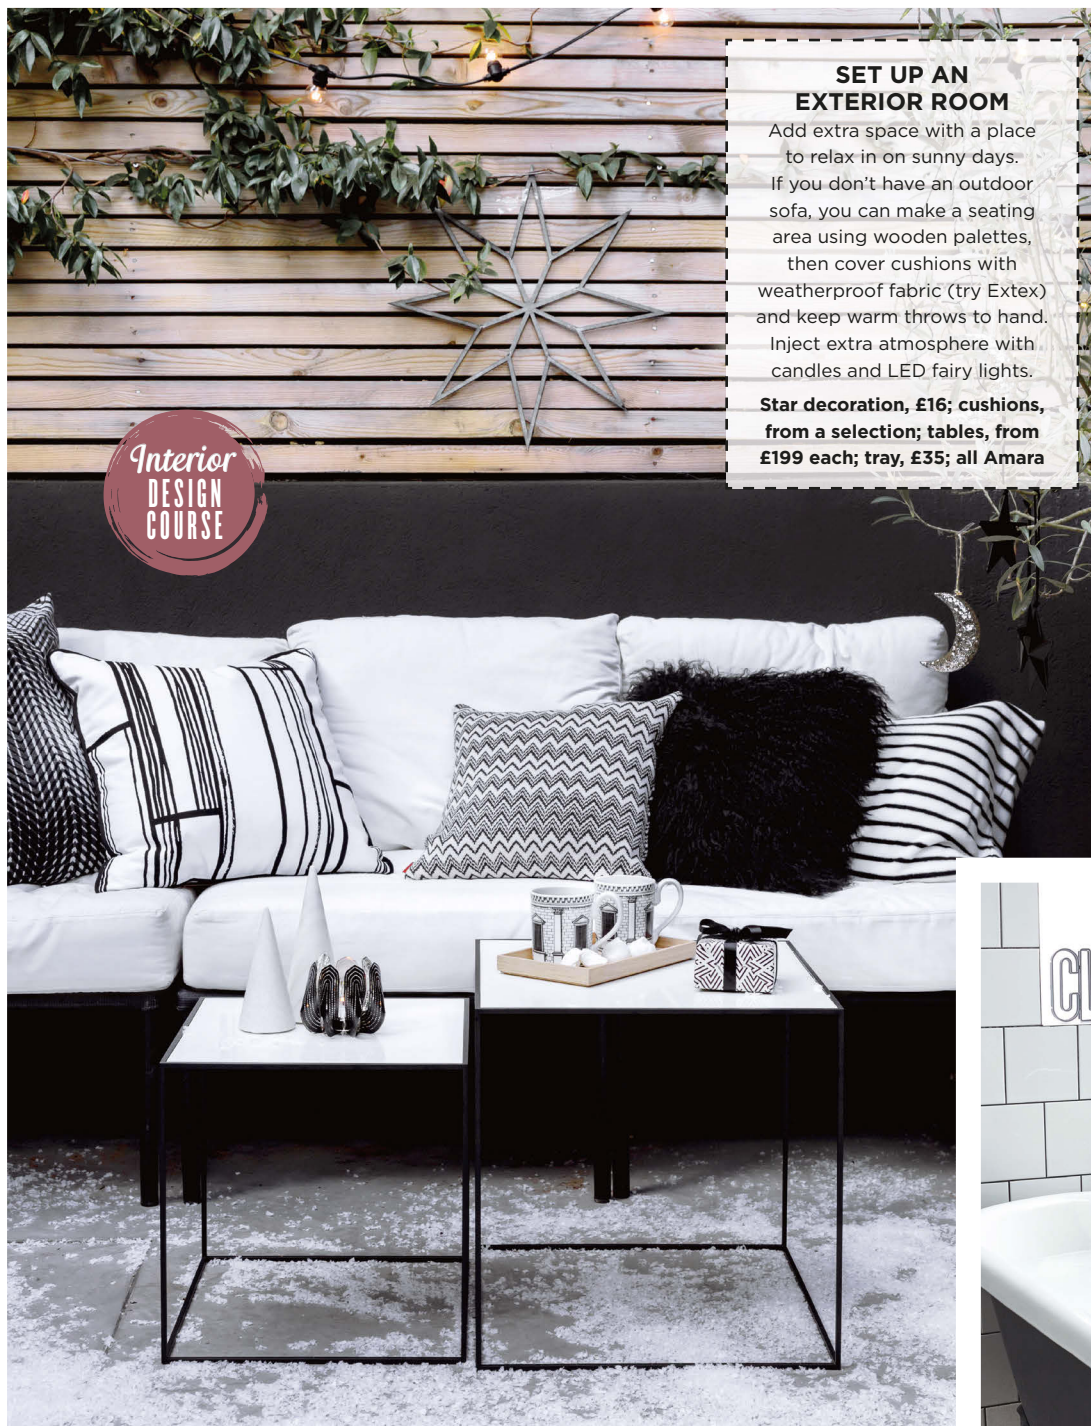 SET UP AN
EXTERIOR ROOM
Add extra space with a place
to relax in on sunny days.
If you don’t have an outdoor
sofa, you can make a seating
area using wooden palettes,
then cover cushions with
weatherproof fabric (try Extex)
and keep warm throws to hand.
Inject extra atmosphere with
candles and LED fairy lights.
Star decoration, £16; cushions,
from a selection; tables, from
£199 each; tray, £35; all Amara
Interior
DESIGN
COURSE